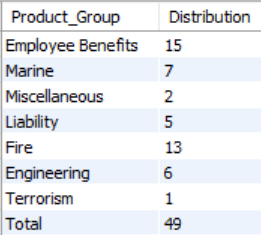 Product_Group Distribution
Employee Benefits 15
Marine 7
Miscellaneous 2
Liability 5
Fire 13
Engineering 6
Terrorism 1
Total 49